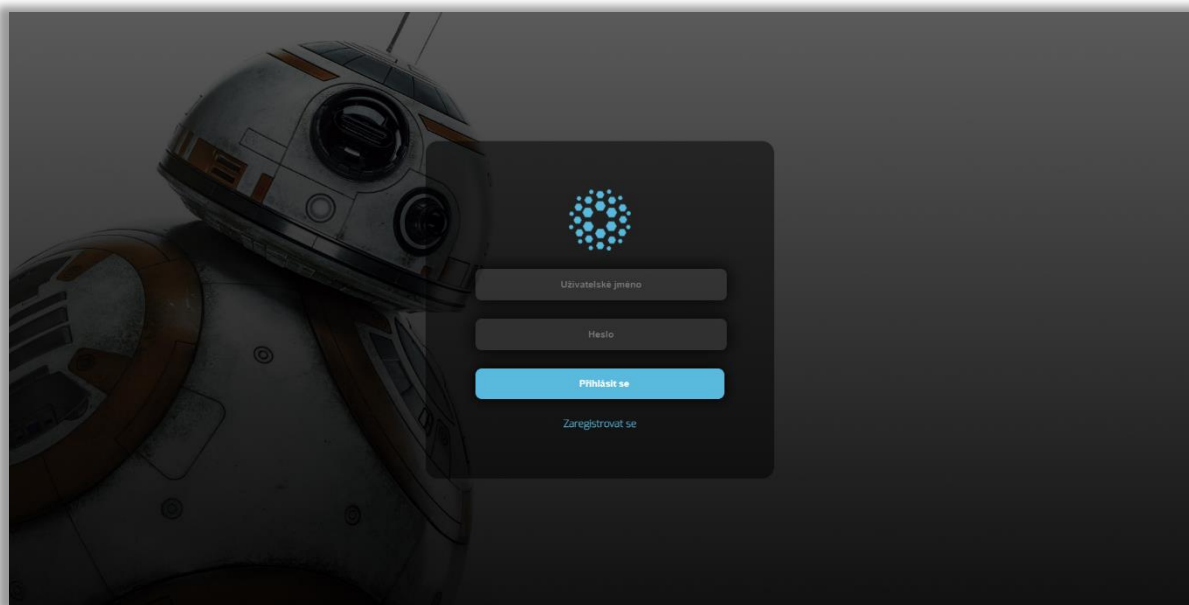 Uživatelské jméno
Heslo
Přihlásit se
Zaregistrovat se